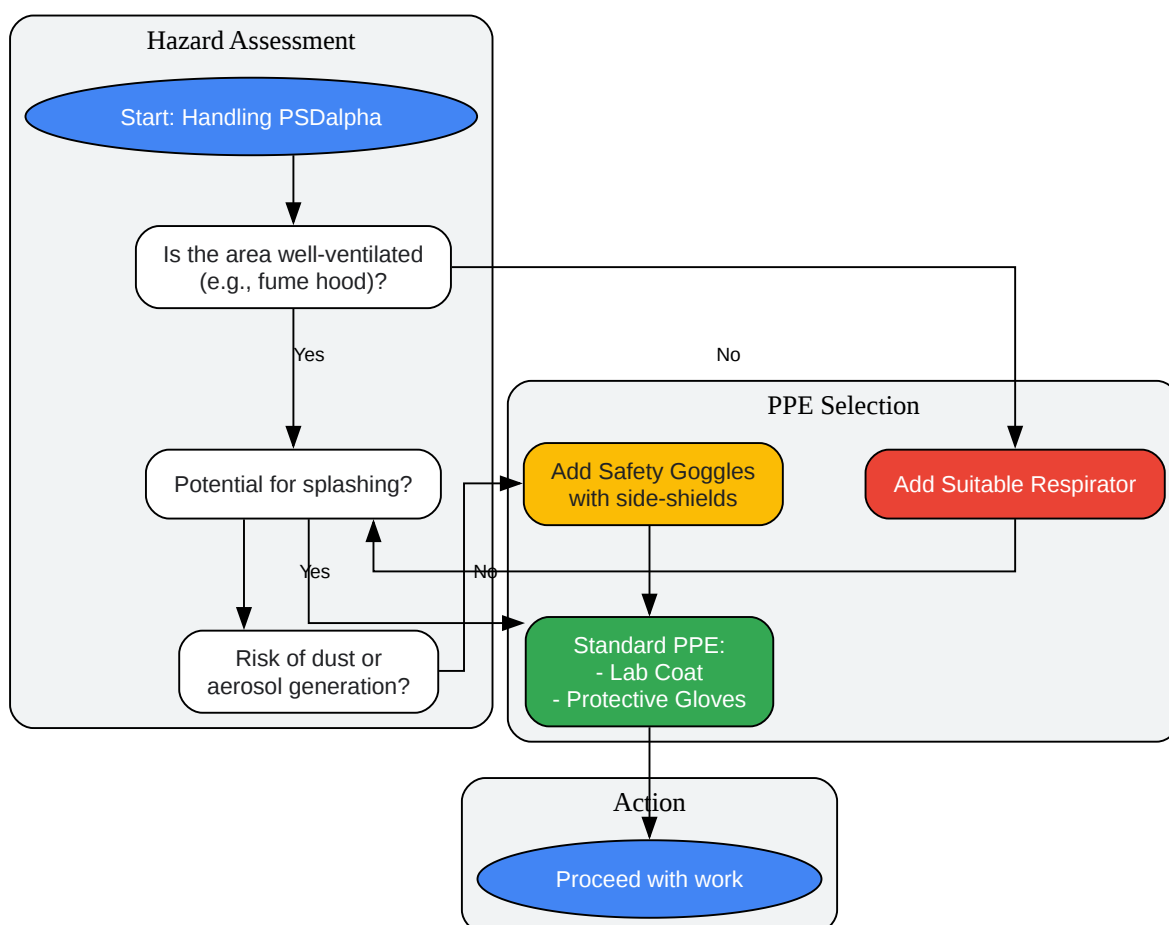 Hazard Assessment
Start: Handling PSDalpha
Is the area well-ventilated
(e.g., fume hood)?
Yes
No
PPE Selection
Potential for splashing?
Add Safety Goggles
with side-shields
Add Suitable Respirator
Yes
No
Risk of dust or
aerosol generation?
Standard PPE:
- Lab Coat
- Protective Gloves
Action
Proceed with work